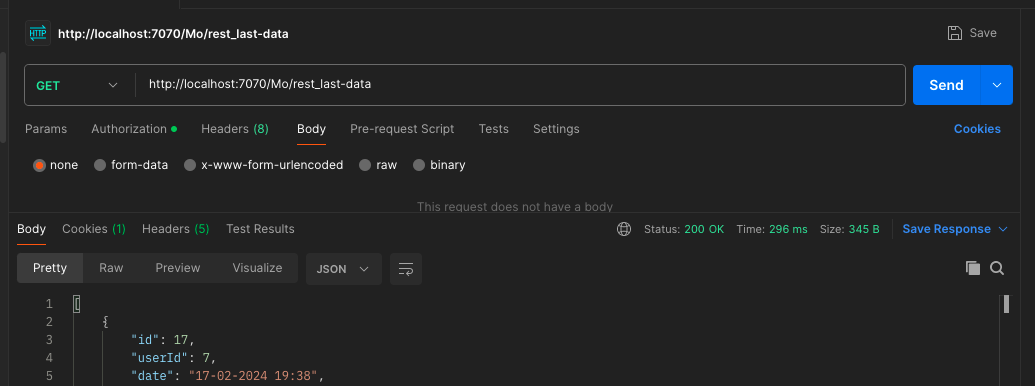 HTTP http://localhost:7070/Mo/rest_last-data Save
GET http://localhost:7070/Mo/rest_last-data Send
Params Authorization Headers (8) Body Pre-request Script Tests Settings Cookies
none form-data x-www-form-urlencoded raw binary
This request does not have a body
Body Cookies (1) Headers (5) Test Results Status: 200 OK Time: 296 ms Size: 345 B Save Response
Pretty Raw Preview Visualize JSON
1 [
2 {
3 "id": 17,
4 "userId": 7,
5 "date": "17-02-2024 19:38",